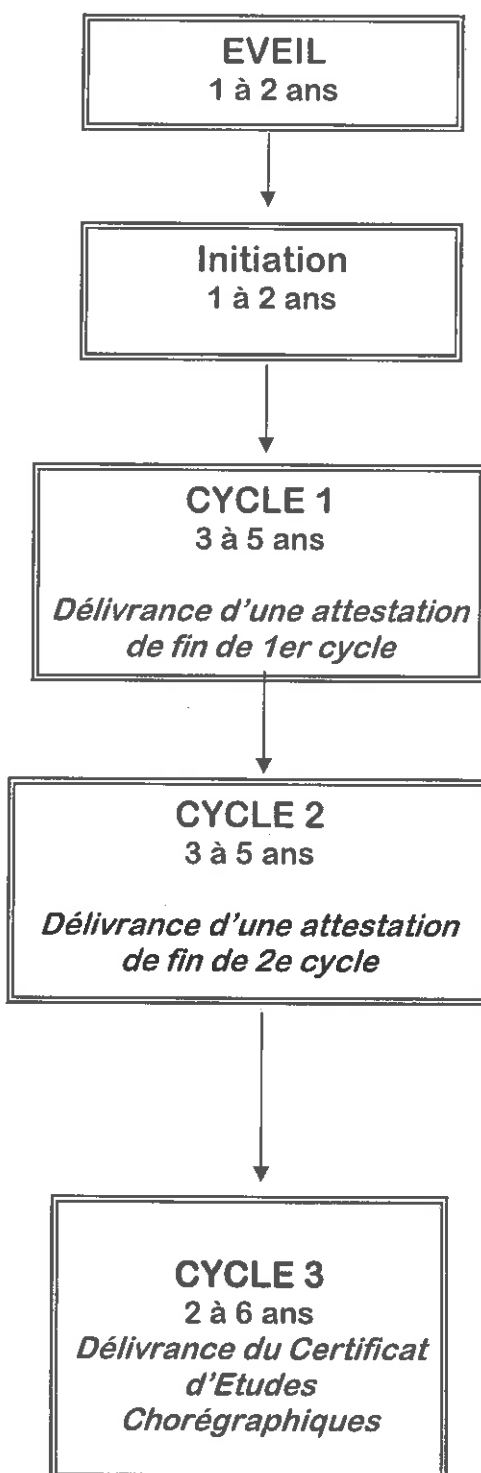 EVEIL
1 à 2 ans
Initiation
1 à 2 ans
CYCLE 1
3 à 5 ans
Délivrance d'une attestation
de fin de 1er cycle
CYCLE 2
3 à 5 ans
Délivrance d'une attestation
de fin de 2e cycle
CYCLE 3
2 à 6 ans
Délivrance du Certificat
d'Etudes
Chorégraphiques